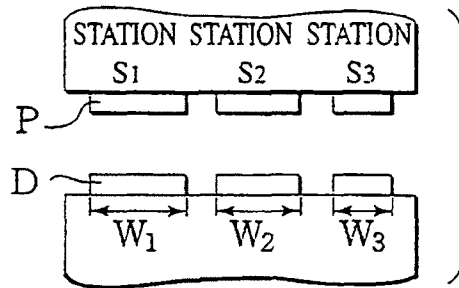 STATION STATION STATION
S1 S2 S3
P
D
W1 W2 W3